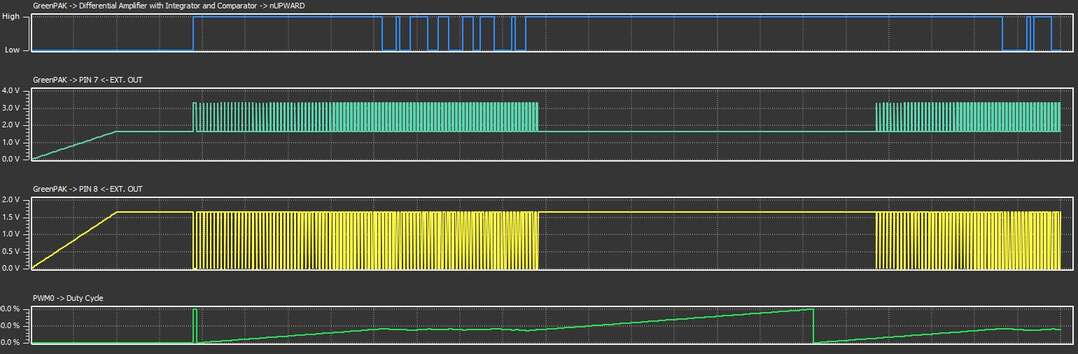 GreenPAK -> Differential Amplifier with Integrator and Comparator -> nUPWARD
High
Low
GreenPAK -> PIN 7 <- EXT. OUT
4.0 V
3.0 V
2.0 V
1.0 V
0.0 V
GreenPAK -> PIN 8 <- EXT. OUT
2.0 V
1.5 V
1.0 V
0.5 V
0.0 V
PWM0 -> Duty Cycle
0.0 %
0.0 %
0.0 %